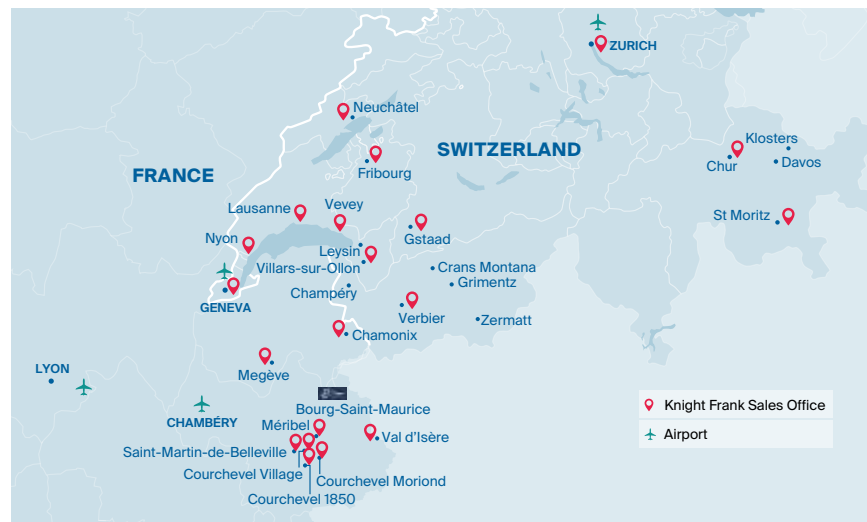 ZURICH
Neuchâtel
SWITZERLAND
Klosters
Chur
Davos
Fribourg
FRANCE
Lausanne
Vevey
St Moritz
Nyon
Gstaad
Leysin
Villars-sur-Ollon
Crans Montana
Grimentz
Champéry
GENEVA
Verbier
Zermatt
Chamonix
LYON
Megève
Bourg-Saint-Maurice
CHAMBÉRY
Méribel
Val d'Isère
Saint-Martin-de-Belleville
Courchevel Village
Courchevel Moriond
Courchevel 1850
Knight Frank Sales Office
Airport